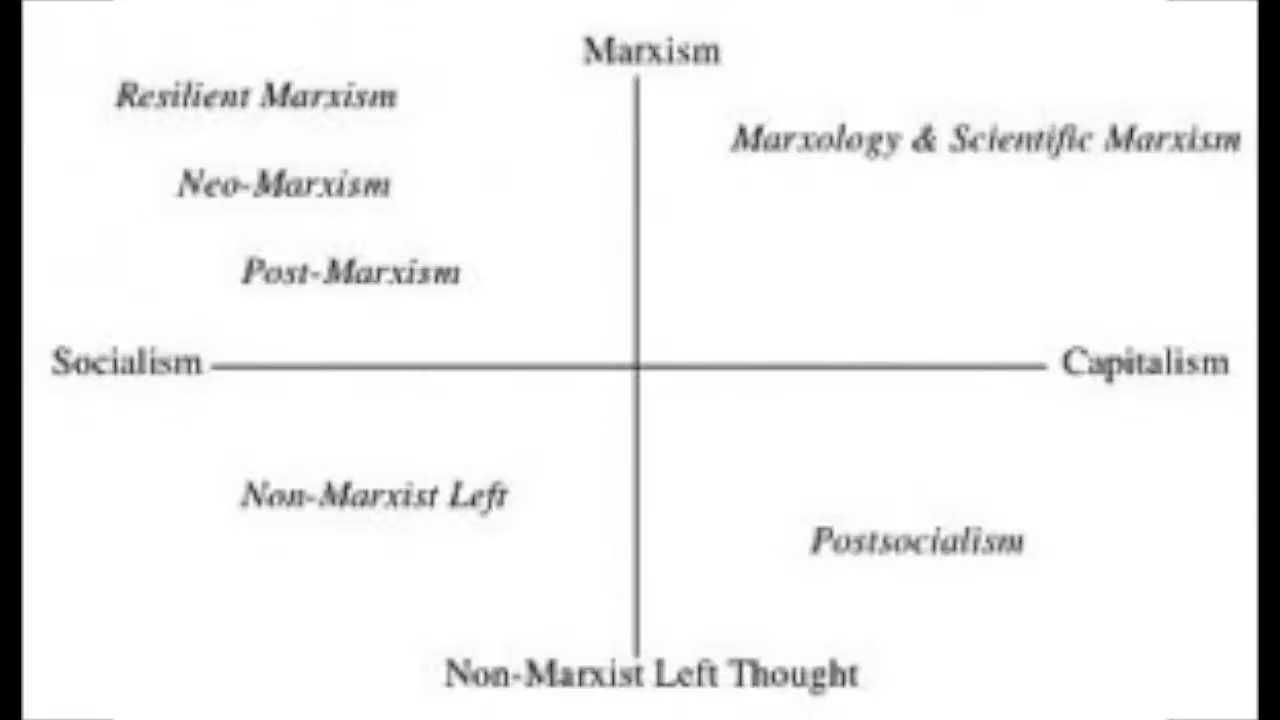 Marxism
Resilient Marxism
Marxology & Scientific Marxism
Neo-Marxism
Post-Marxism
Socialism
Capitalism
Non-Marxist Left
Postsocialism
Non-Marxist Left Thought